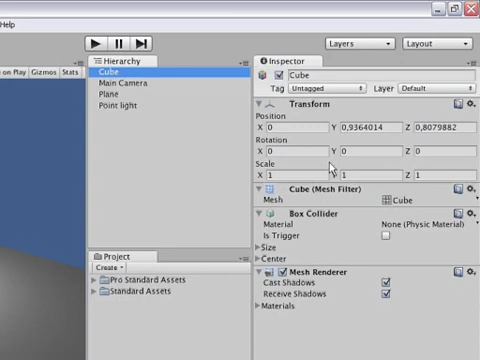 Help
Layers
Layout
on Play Gizmos Stats
Hierarchy
Cube
Main Camera
Plane
Point light
Project
Create
Pro Standard Assets
Standard Assets
Inspector
Cube
Tag Untagged Layer Default
Transform
Position
X 0 Y 0,9364014 Z 0,8079882
Rotation
X 0 Y 0 Z 0
Scale
X 1 Y 1 Z 1
Cube (Mesh Filter)
Mesh Cube
Box Collider
Material None (Physic Material)
Is Trigger
Size
Center
Mesh Renderer
Cast Shadows
Receive Shadows
Materials